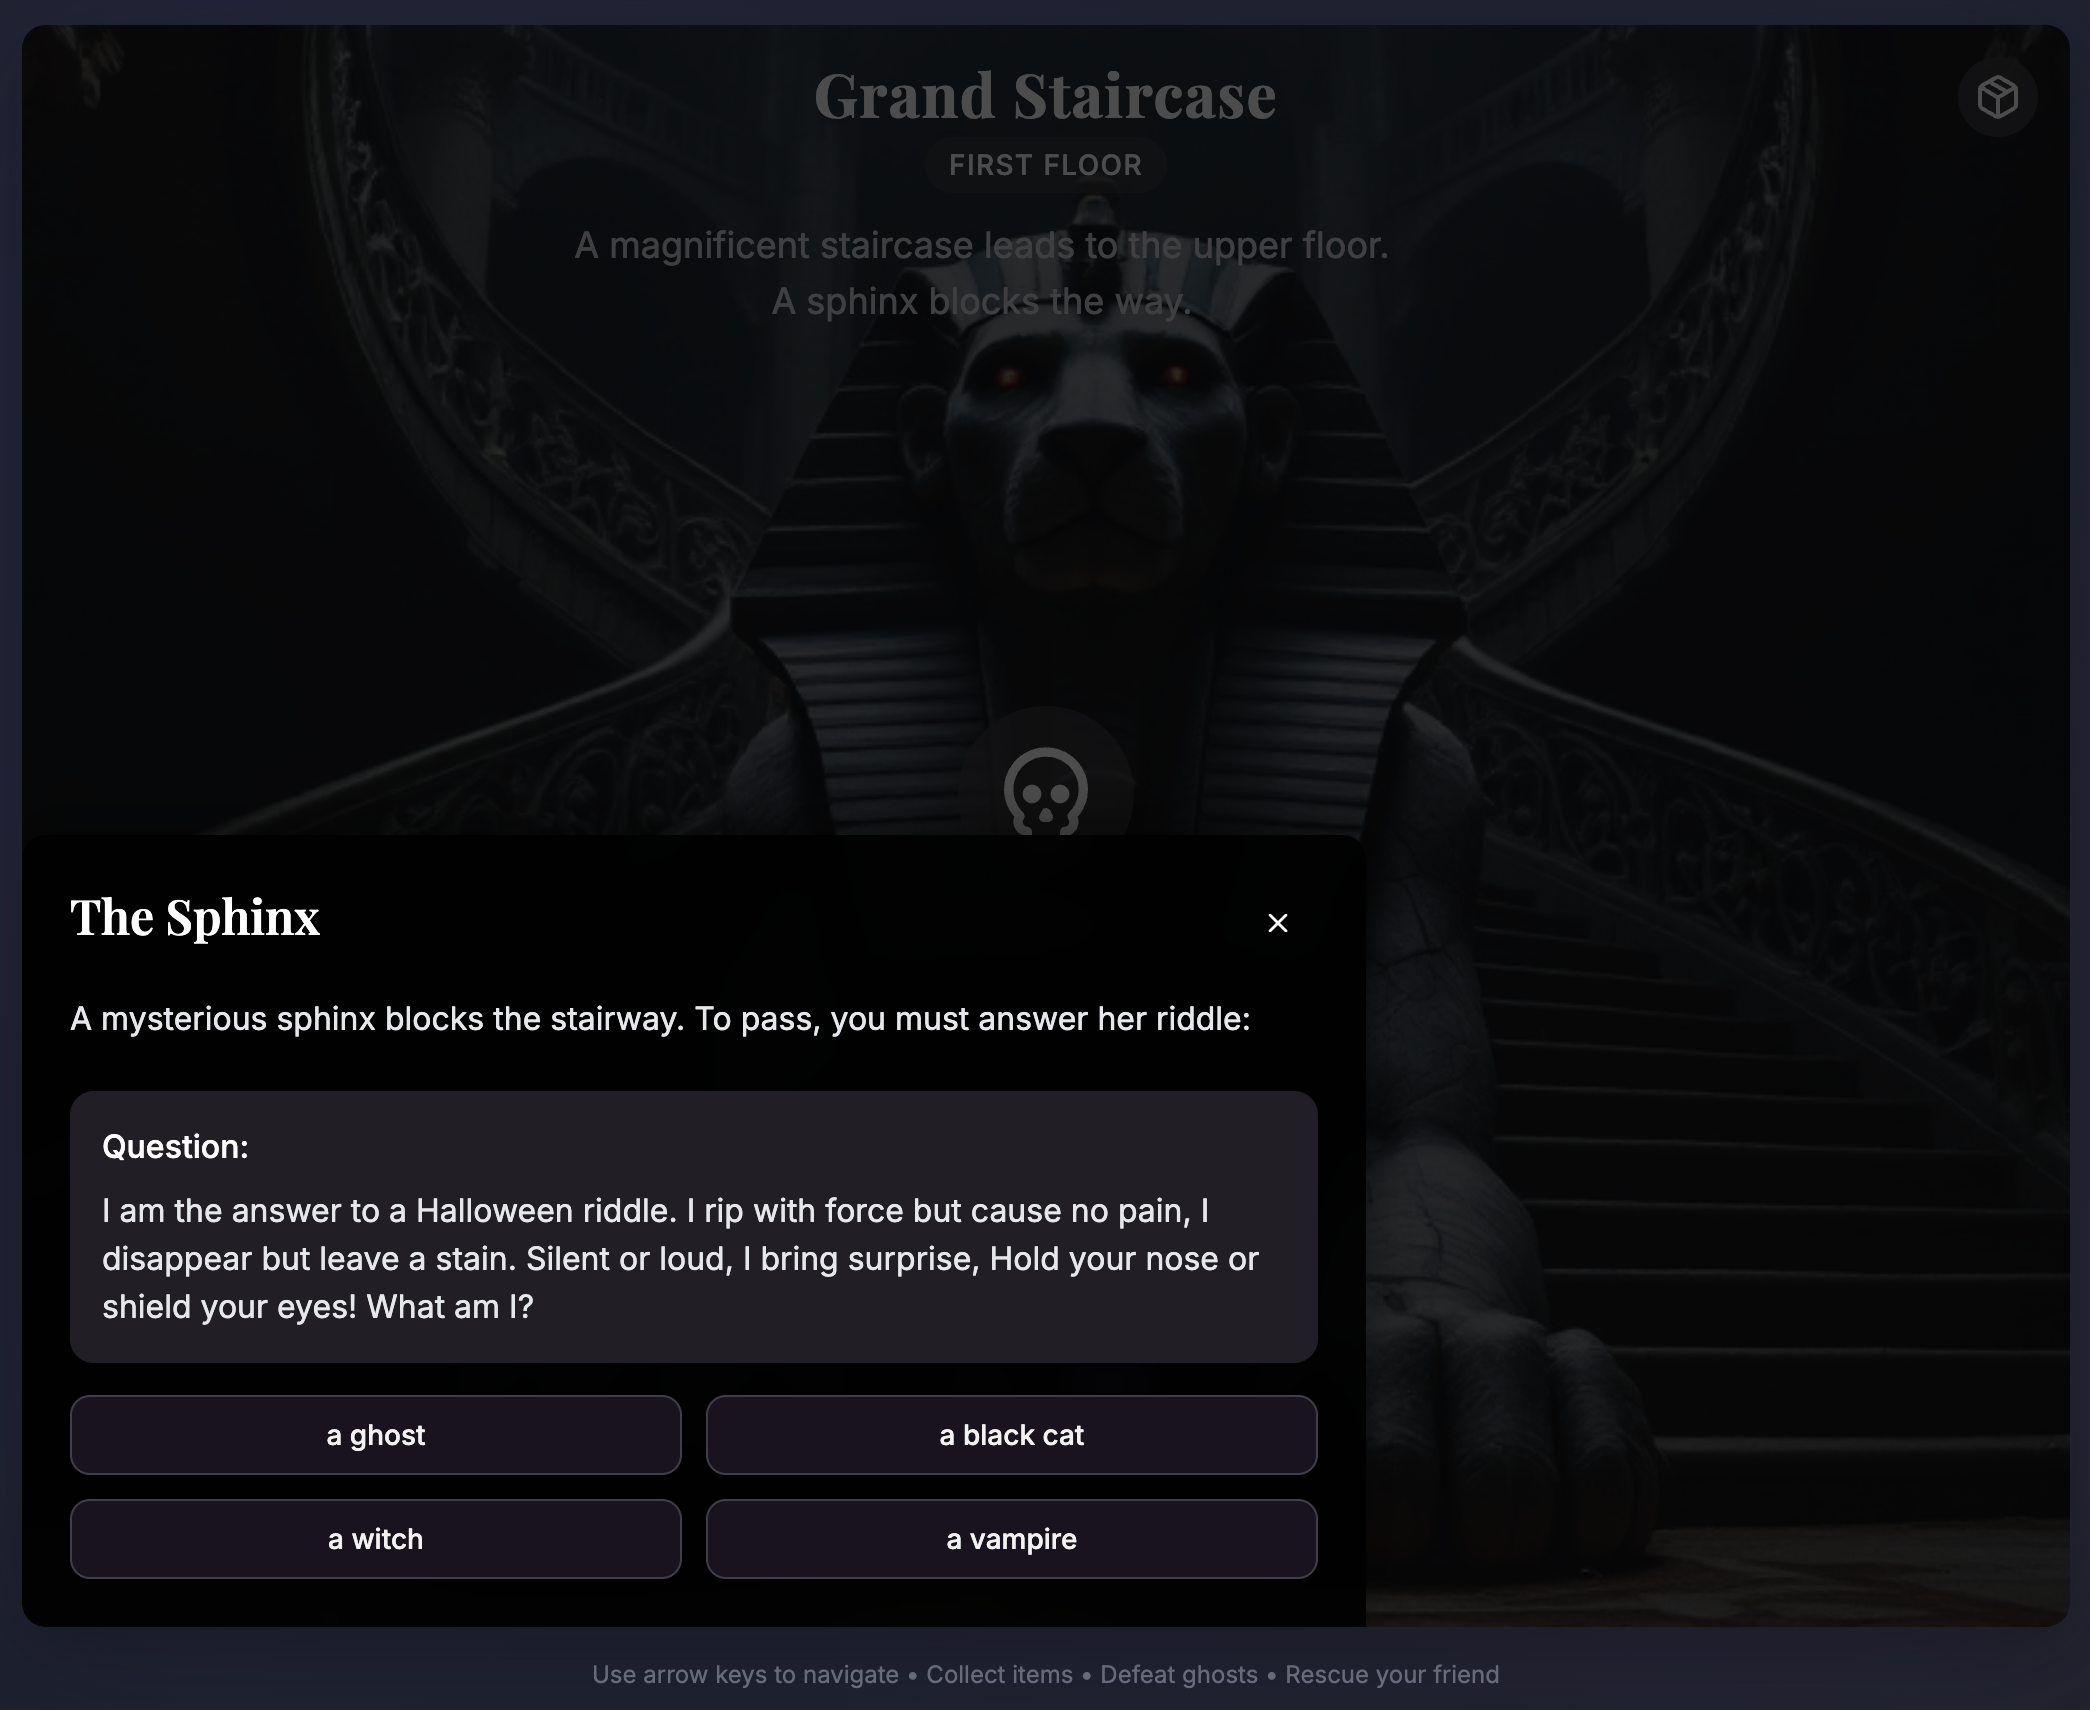 Grand Staircase
FIRST FLOOR
A magnificent staircase leads to the upper floor.
A sphinx blocks the way.
The Sphinx
A mysterious sphinx blocks the stairway. To pass, you must answer her riddle:
Question:
I am the answer to a Halloween riddle. I rip with force but cause no pain, I
disappear but leave a stain. Silent or loud, I bring surprise, Hold your nose or
shield your eyes! What am I?
a ghost
a black cat
a witch
a vampire
Use arrow keys to navigate • Collect items • Defeat ghosts • Rescue your friend